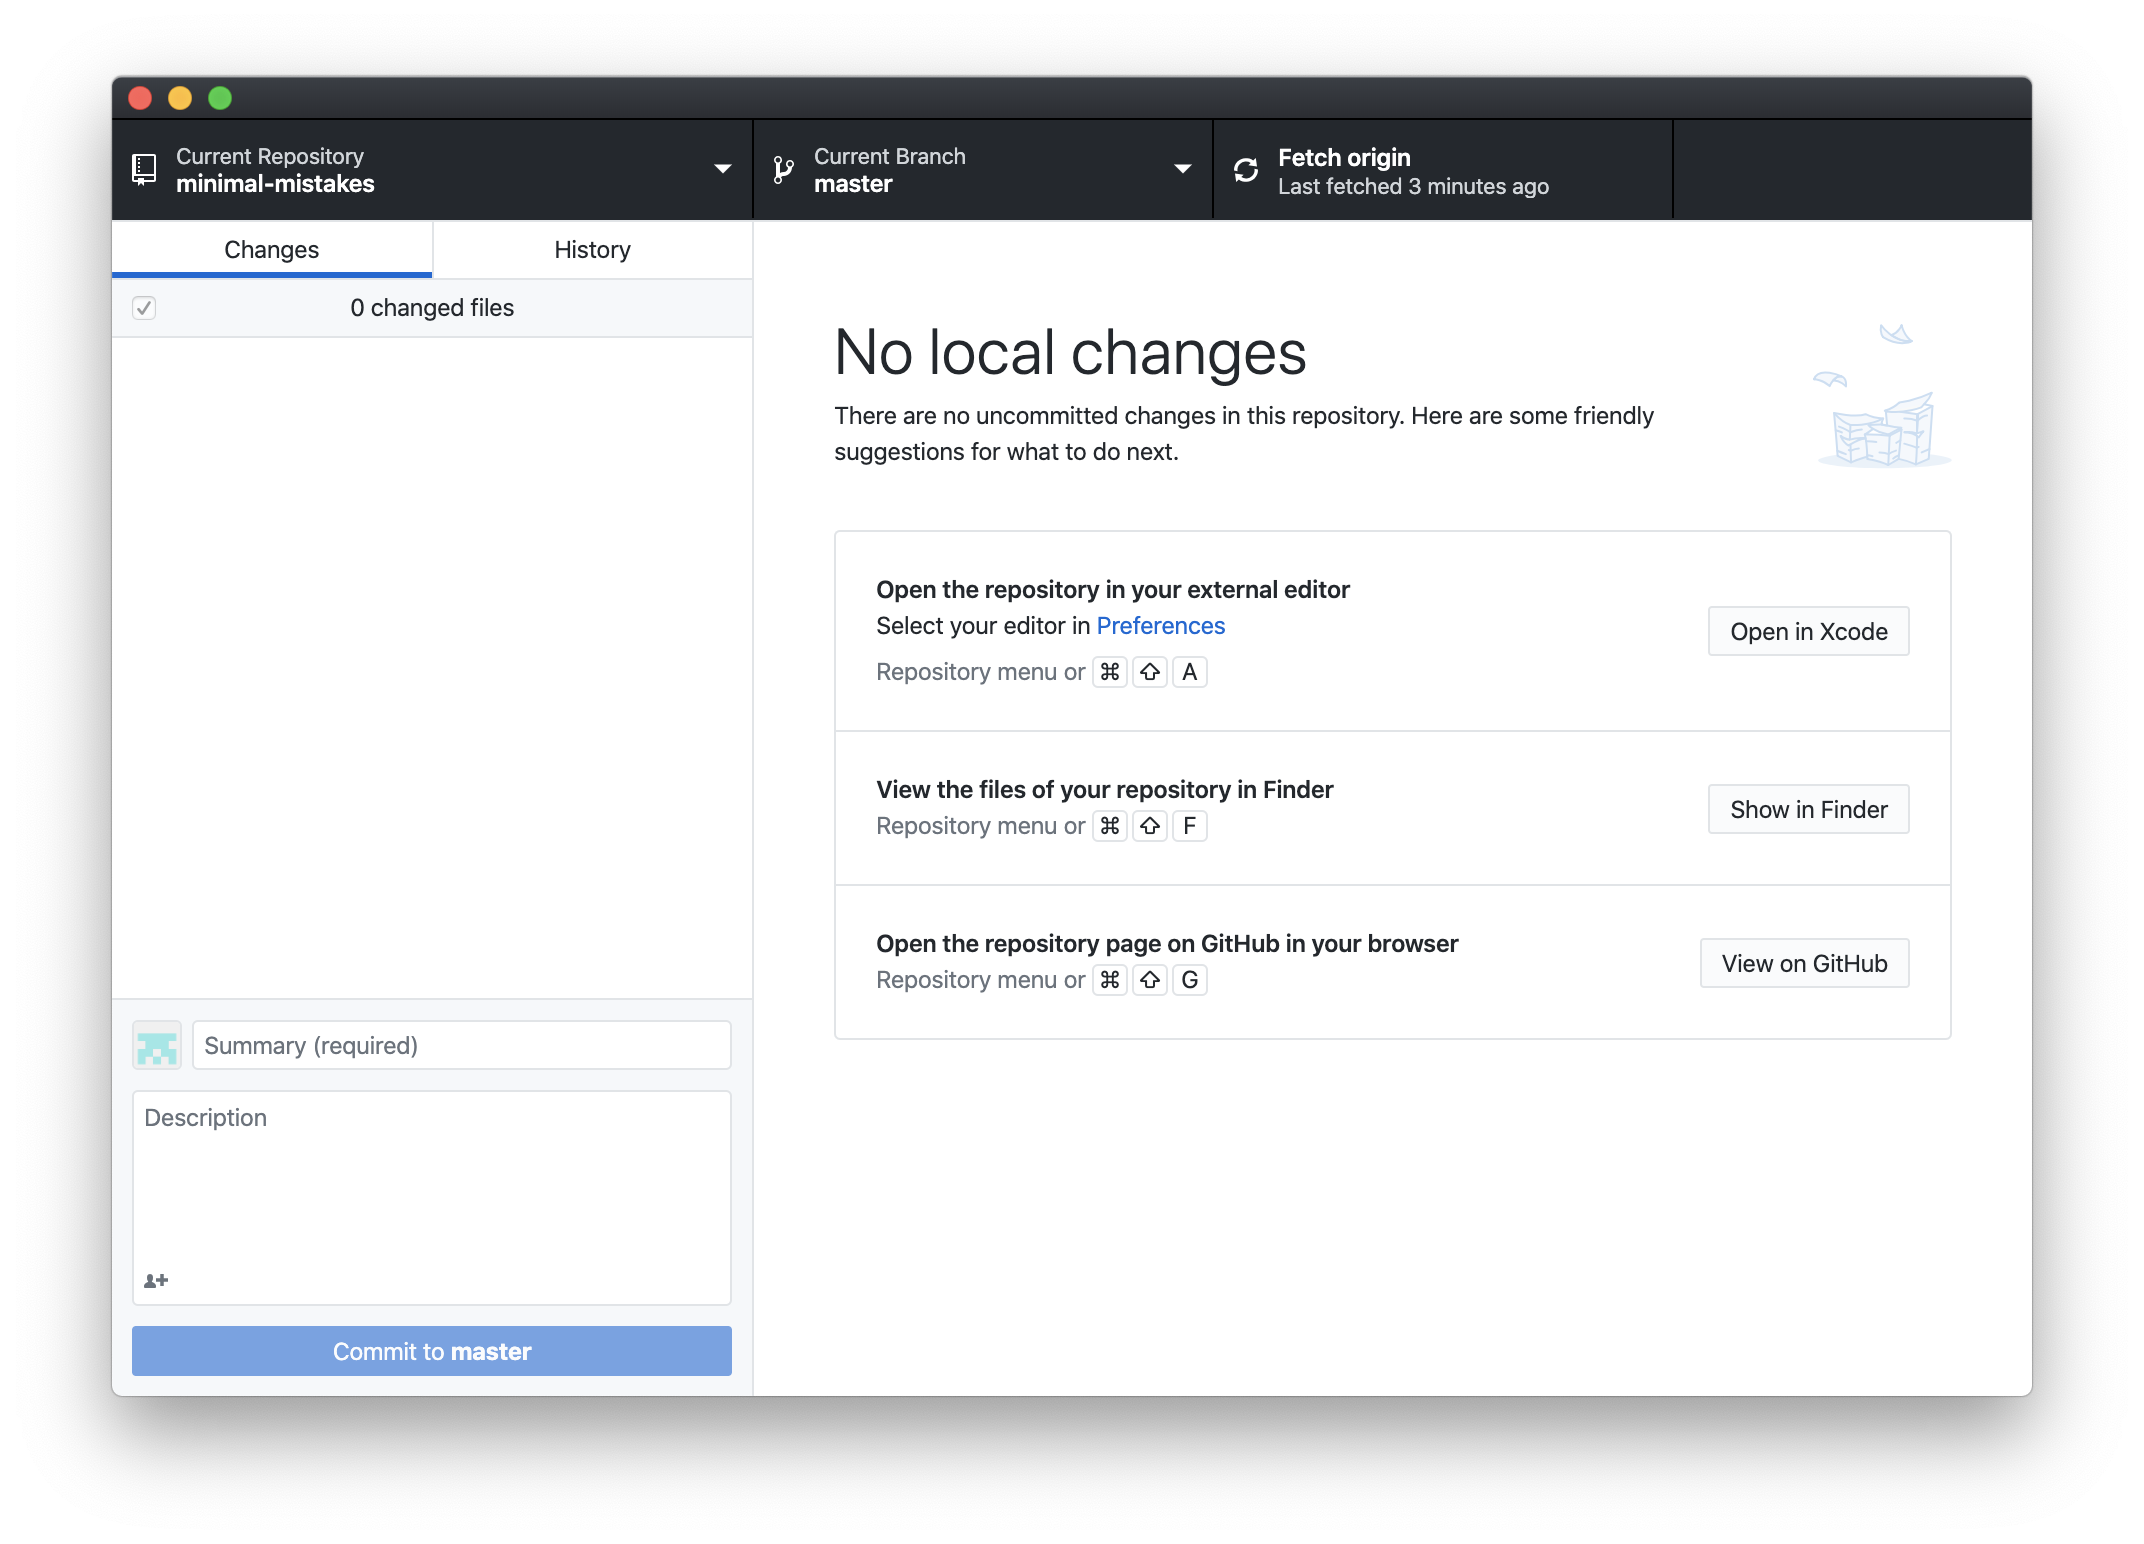 Current Repository
minimal-mistakes
Current Branch
master
Fetch origin
Last fetched 3 minutes ago
Changes
History
0 changed files
No local changes
There are no uncommitted changes in this repository. Here are some friendly
suggestions for what to do next.
Open the repository in your external editor
Select your editor in Preferences
Repository menu or ⌘ ⇧ A
Open in Xcode
View the files of your repository in Finder
Repository menu or ⌘ ⇧ F
Show in Finder
Open the repository page on GitHub in your browser
Repository menu or ⌘ ⇧ G
View on GitHub
Summary (required)
Description
Commit to master